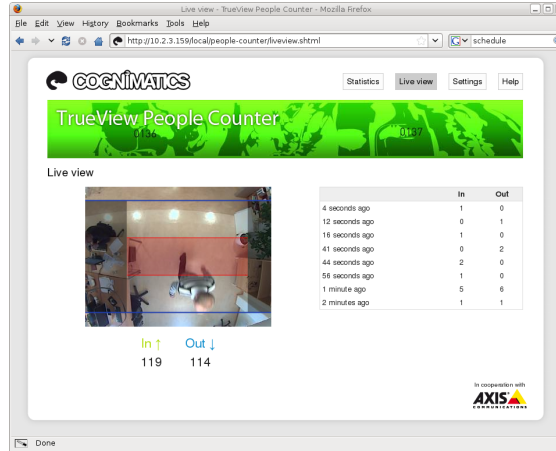 Live view - TrueView People Counter - Mozilla Firefox
File Edit View History Bookmarks Tools Help
http://10.2.3.159/local/people-counter/liveview.shtml
schedule
COGNIMATICS
Statistics Live view Settings Help
TrueView People Counter
0136 0137
Live view
In Out
4 seconds ago 1 0
12 seconds ago 0 1
16 seconds ago 1 0
41 seconds ago 0 2
44 seconds ago 2 0
56 seconds ago 1 0
1 minute ago 5 6
2 minutes ago 1 1
In ↑ Out ↓
119 114
In cooperation with
AXIS
COMMUNICATIONS
Done